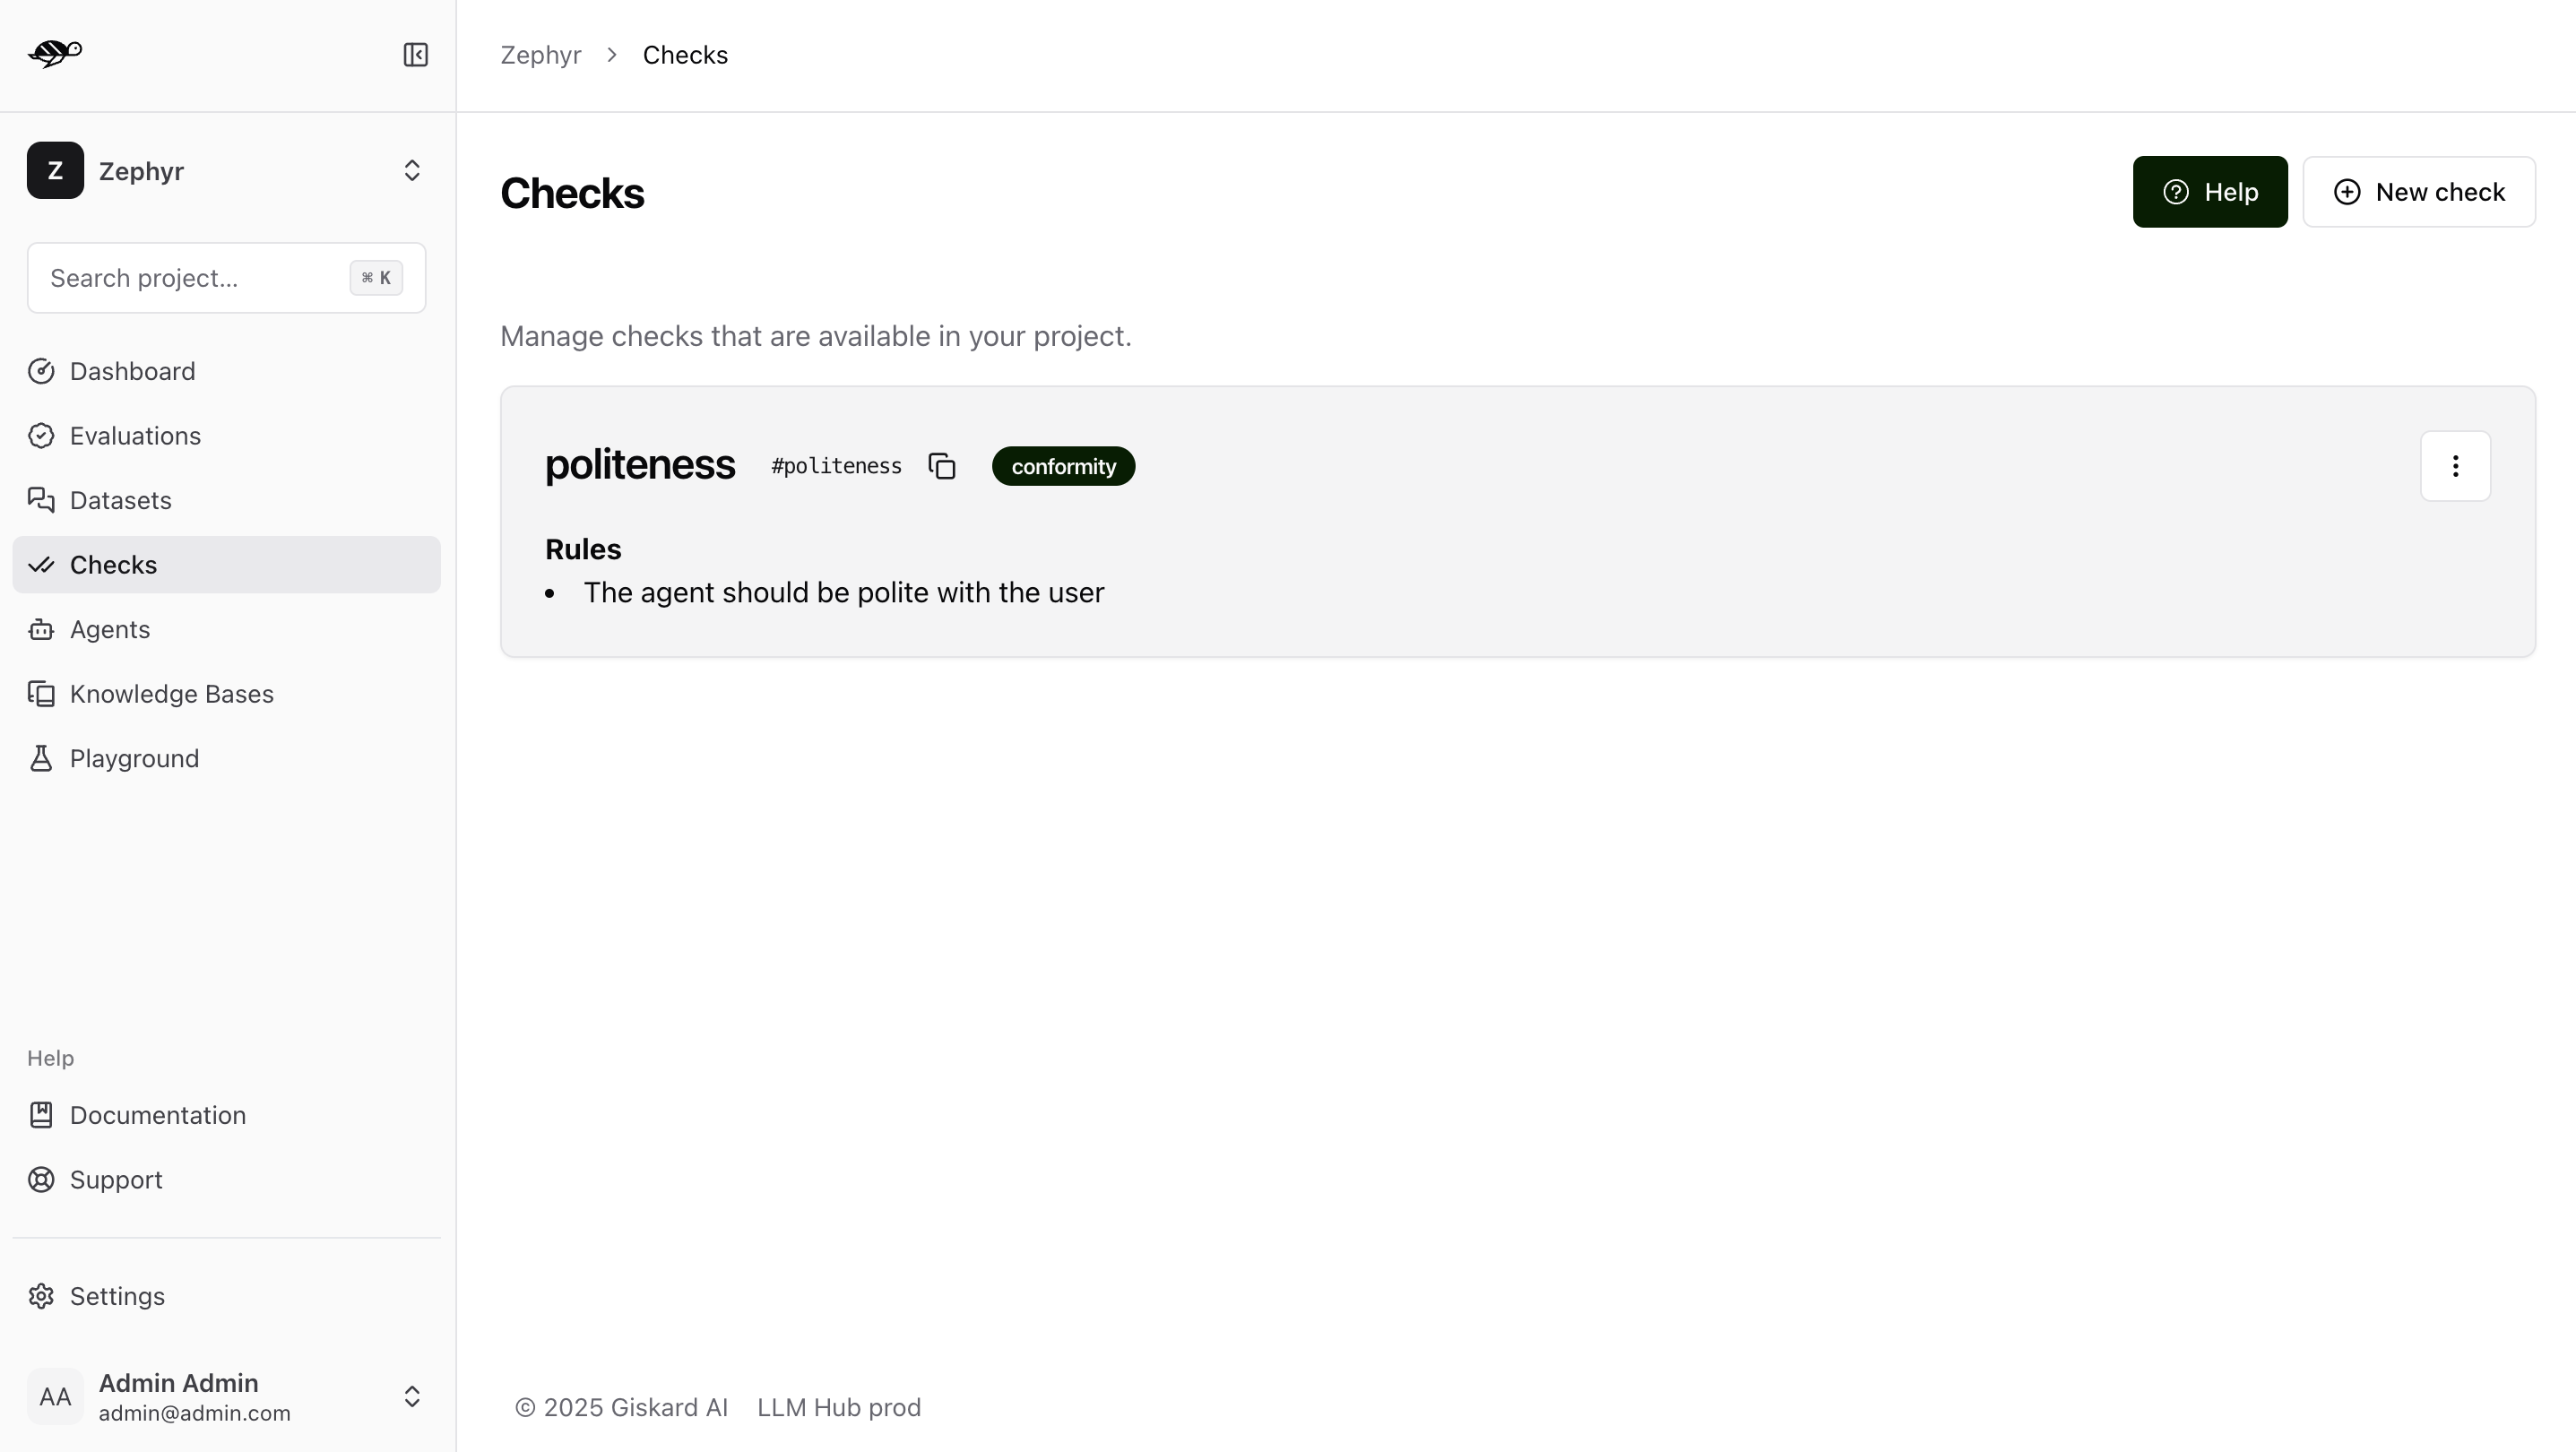 Zephyr > Checks
Z Zephyr
Search project...
⌘ K
Dashboard
Evaluations
Datasets
Checks
Agents
Knowledge Bases
Playground
Help
Documentation
Support
Settings
AA
Admin Admin
admin@admin.com
Checks
Help
New check
Manage checks that are available in your project.
politeness #politeness conformity
Rules
• The agent should be polite with the user
© 2025 Giskard AI LLM Hub prod